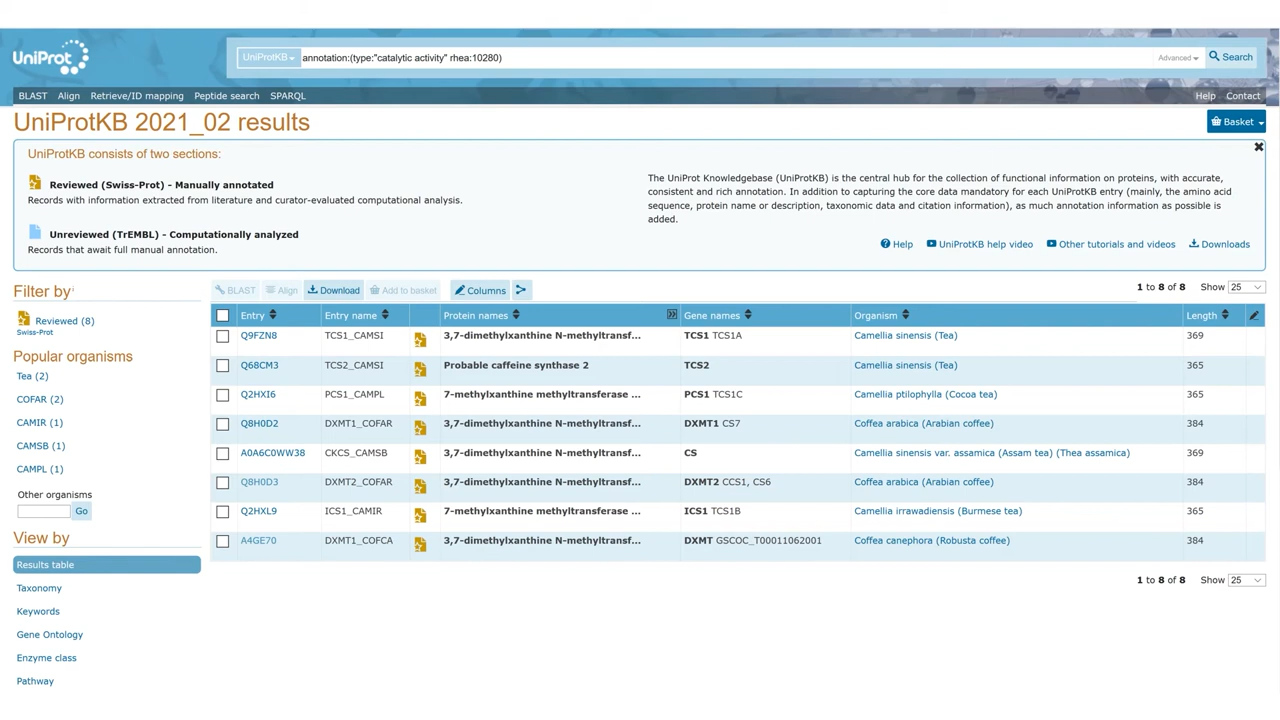 UniProt
UniProtKB
annotation:(type:"catalytic activity" rhea:10280)
Advanced
Search
BLAST Align Retrieve/ID mapping Peptide search SPARQL
Help Contact
UniProtKB 2021_02 results
Basket
UniProtKB consists of two sections:
Reviewed (Swiss-Prot) - Manually annotated
Records with information extracted from literature and curator-evaluated computational analysis.
Unreviewed (TrEMBL) - Computationally analyzed
Records that await full manual annotation.
The UniProt Knowledgebase (UniProtKB) is the central hub for the collection of functional information on proteins, with accurate,
consistent and rich annotation. In addition to capturing the core data mandatory for each UniProtKB entry (mainly, the amino acid
sequence, protein name or description, taxonomic data and citation information), as much annotation information as possible is
added.
Help UniProtKB help video Other tutorials and videos Downloads
Filter by
Reviewed (8)
Swiss-Prot
Popular organisms
Tea (2)
COFAR (2)
CAMIR (1)
CAMSB (1)
CAMPL (1)
Other organisms
Go
View by
Results table
Taxonomy
Keywords
Gene Ontology
Enzyme class
Pathway
BLAST Align Download Add to basket Columns
1 to 8 of 8 Show 25
Entry Entry name Protein names Gene names Organism Length
Q9FZN8 TCS1_CAMSI 3,7-dimethylxanthine N-methyltransf... TCS1 TCS1A Camellia sinensis (Tea) 369
Q68CM3 TCS2_CAMSI Probable caffeine synthase 2 TCS2 Camellia sinensis (Tea) 365
Q2HXI6 PCS1_CAMPL 7-methylxanthine methyltransferase ... PCS1 TCS1C Camellia ptilophylla (Cocoa tea) 365
Q8H0D2 DXMT1_COFAR 3,7-dimethylxanthine N-methyltransf... DXMT1 CS7 Coffea arabica (Arabian coffee) 384
A0A6C0WW38 CKCS_CAMSB 3,7-dimethylxanthine N-methyltransf... CS Camellia sinensis var. assamica (Assam tea) (Thea assamica) 369
Q8H0D3 DXMT2_COFAR 3,7-dimethylxanthine N-methyltransf... DXMT2 CCS1, CS6 Coffea arabica (Arabian coffee) 384
Q2HXL9 ICS1_CAMIR 7-methylxanthine methyltransferase ... ICS1 TCS1B Camellia irrawadiensis (Burmese tea) 365
A4GE70 DXMT1_COFCA 3,7-dimethylxanthine N-methyltransf... DXMT GSCOC_T00011062001 Coffea canephora (Robusta coffee) 384
1 to 8 of 8 Show 25